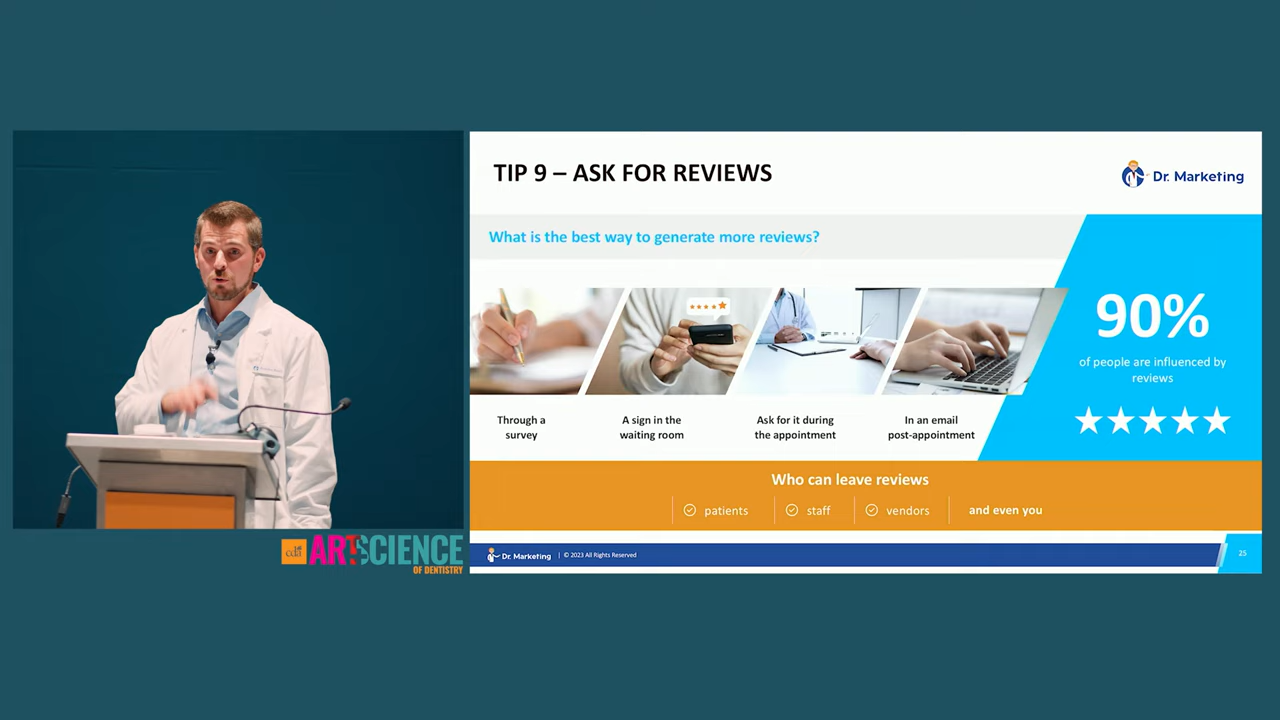 TIP 9 – ASK FOR REVIEWS
Dr. Marketing
What is the best way to generate more reviews?
90%
of people are influenced by
reviews
Through a
survey
A sign in the
waiting room
Ask for it during
the appointment
In an email
post-appointment
Who can leave reviews
patients
staff
vendors
and even you
Dr. Marketing | © 2023 All Rights Reserved
25
cda
ART
SCIENCE
OF DENTISTRY